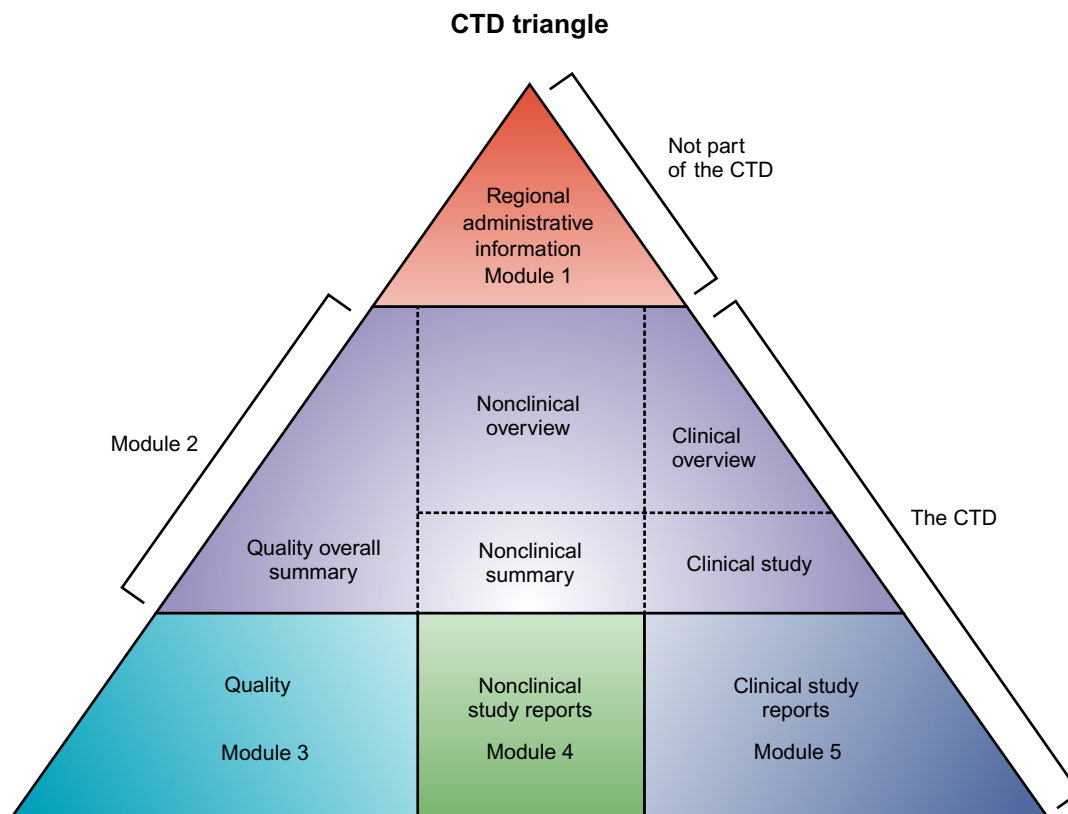 CTD triangle
Not part
of the CTD
Regional
administrative
information
Module 1
Module 2
Nonclinical
overview
Clinical
overview
The CTD
Quality overall
summary
Nonclinical
summary
Clinical study
Quality
Module 3
Nonclinical
study reports
Module 4
Clinical study
reports
Module 5